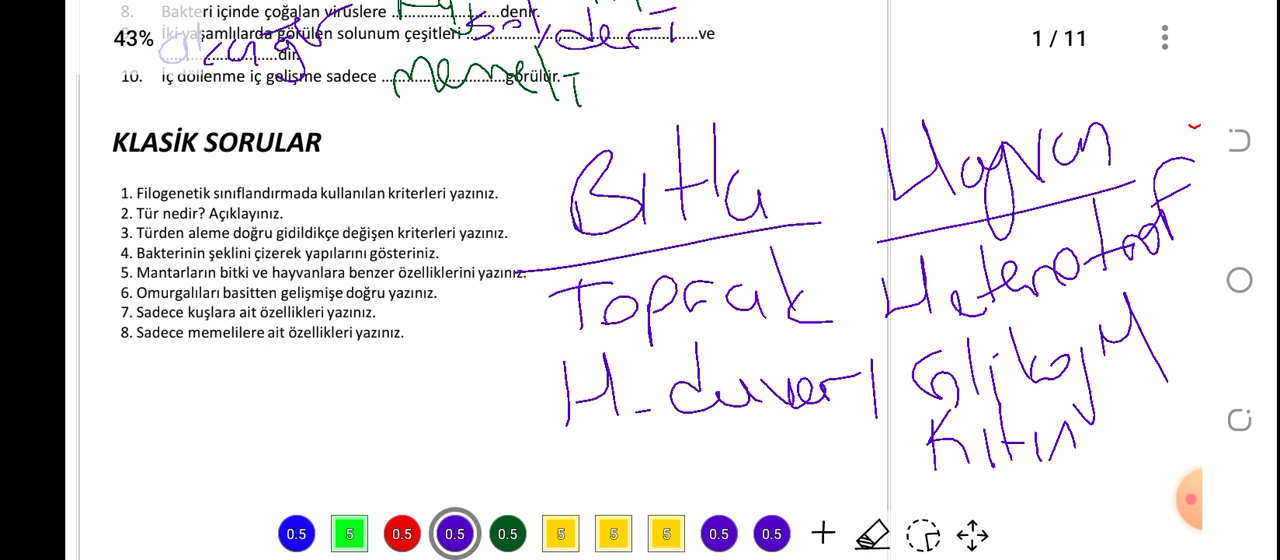 8. Bakteri içinde çoğalan virüslere ........................denir.
43%
İki yaşamlılarda görülen solunum çeşitleri ...... sol / deri ......ve
1 / 11
akciğer ..................dir.
10. İç döllenme iç gelişme sadece ...... memeli ......görülür.
KLASİK SORULAR
1. Filogenetik sınıflandırmada kullanılan kriterleri yazınız.
2. Tür nedir? Açıklayınız.
3. Türden aleme doğru gidildikçe değişen kriterleri yazınız.
4. Bakterinin şeklini çizerek yapılarını gösteriniz.
5. Mantarların bitki ve hayvanlara benzer özelliklerini yazınız.
6. Omurgalıları basitten gelişmişe doğru yazınız.
7. Sadece kuşlara ait özellikleri yazınız.
8. Sadece memelilere ait özellikleri yazınız.
Bitki
Toprak
H. duvarı
Hayvan
Heterotrof
Glikojen
Kitin
0.5 5 0.5 0.5 0.5 5 5 5 0.5 0.5